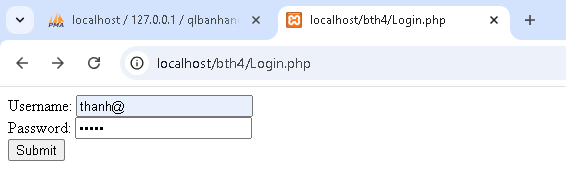 localhost / 127.0.0.1 / qlbanhan
localhost/bth4/Login.php
localhost/bth4/Login.php
Username: thanh@
Password: •••••
Submit